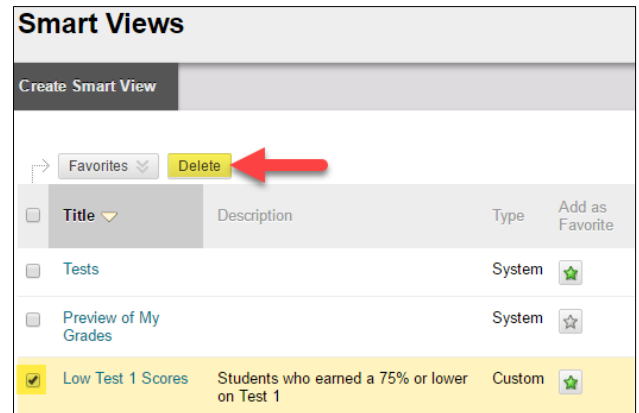 Smart Views
Create Smart View
Favorites Delete
Title Description Type Add as
Favorite
Tests System
Preview of My System
Grades
Low Test 1 Scores Students who earned a 75% or lower Custom
on Test 1